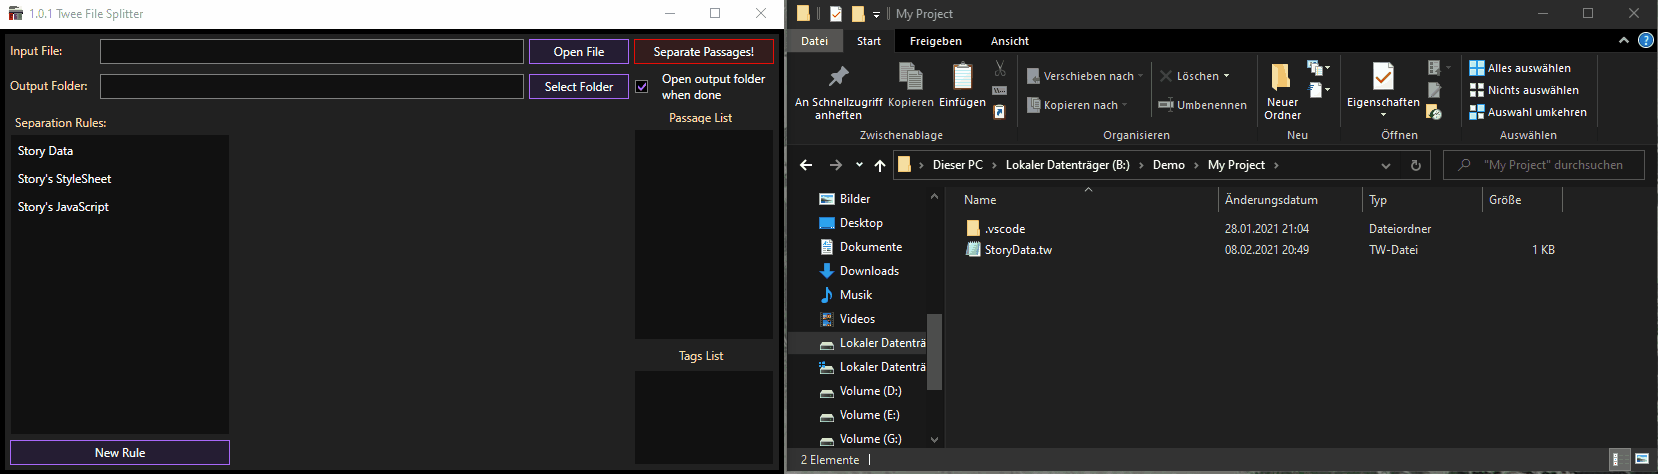 1.0.1 Twee File Splitter
Input File:
Open File
Separate Passages!
Output Folder:
Select Folder
Open output folder
when done
Separation Rules:
Story Data
Story's StyleSheet
Story's JavaScript
New Rule
Passage List
Tags List
My Project
Datei
Start
Freigeben
Ansicht
An Schnellzugriff
anheften
Kopieren
Einfügen
Zwischenablage
Verschieben nach
Kopieren nach
Löschen
Umbenennen
Organisieren
Neuer
Ordner
Neu
Eigenschaften
Öffnen
Alles auswählen
Nichts auswählen
Auswahl umkehren
Auswählen
Dieser PC
Lokaler Datenträger (B:)
Demo
My Project
"My Project" durchsuchen
Bilder
Desktop
Dokumente
Downloads
Musik
Videos
Lokaler Datenträ
Lokaler Datenträ
Volume (D:)
Volume (E:)
Volume (G:)
Name Änderungsdatum Typ Größe
.vscode 28.01.2021 21:04 Dateiordner
StoryData.tw 08.02.2021 20:49 TW-Datei 1 KB
2 Elemente